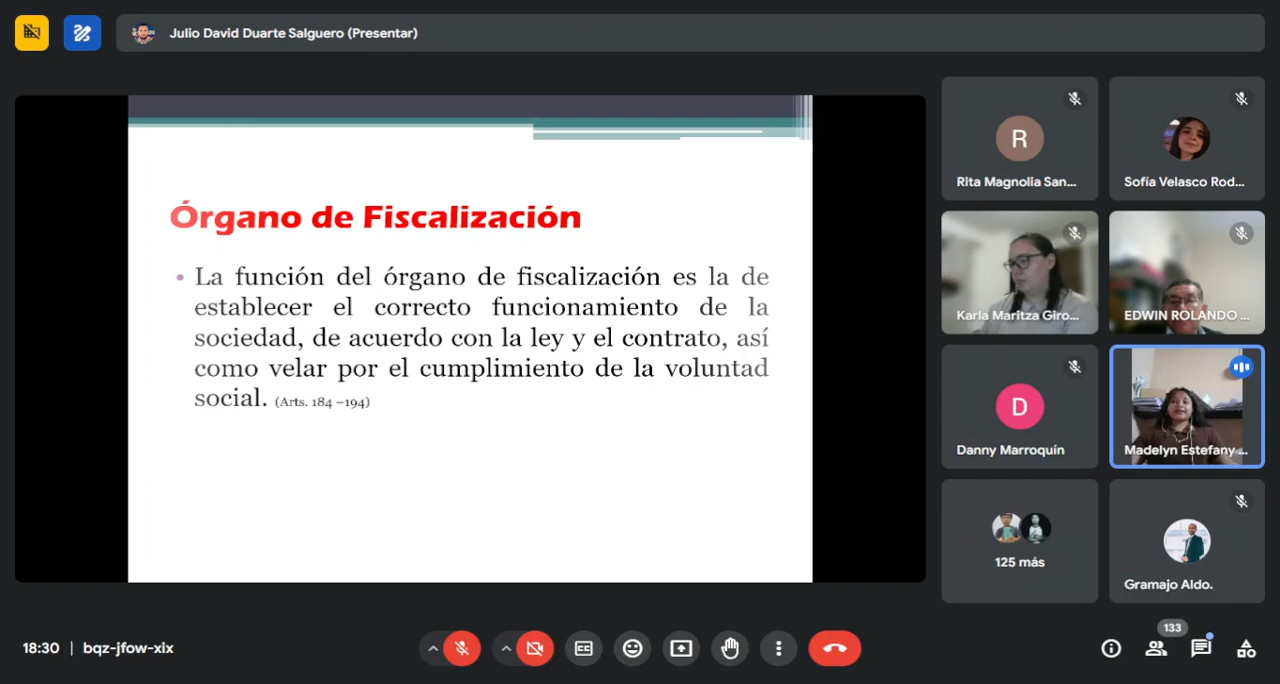 Julio David Duarte Salguero (Presentar)
Órgano de Fiscalización
• La función del órgano de fiscalización es la de
establecer el correcto funcionamiento de la
sociedad, de acuerdo con la ley y el contrato, así
como velar por el cumplimiento de la voluntad
social. (Arts. 184 –194)
R
Rita Magnolia San...
Sofía Velasco Rod...
Karla Maritza Giro...
EDWIN ROLANDO ...
D
Danny Marroquín
Madelyn Estefany ...
125 más
Gramajo Aldo.
18:30 | bqz-jfow-xix
CC
133